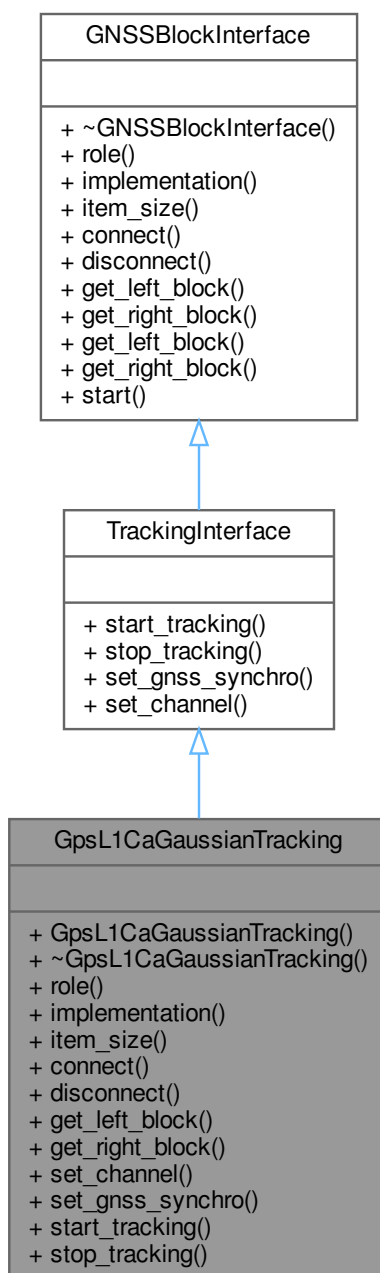 GNSSBlockInterface
+ ~GNSSBlockInterface()
+ role()
+ implementation()
+ item_size()
+ connect()
+ disconnect()
+ get_left_block()
+ get_right_block()
+ get_left_block()
+ get_right_block()
+ start()
TrackingInterface
+ start_tracking()
+ stop_tracking()
+ set_gnss_synchro()
+ set_channel()
GpsL1CaGaussianTracking
+ GpsL1CaGaussianTracking()
+ ~GpsL1CaGaussianTracking()
+ role()
+ implementation()
+ item_size()
+ connect()
+ disconnect()
+ get_left_block()
+ get_right_block()
+ set_channel()
+ set_gnss_synchro()
+ start_tracking()
+ stop_tracking()